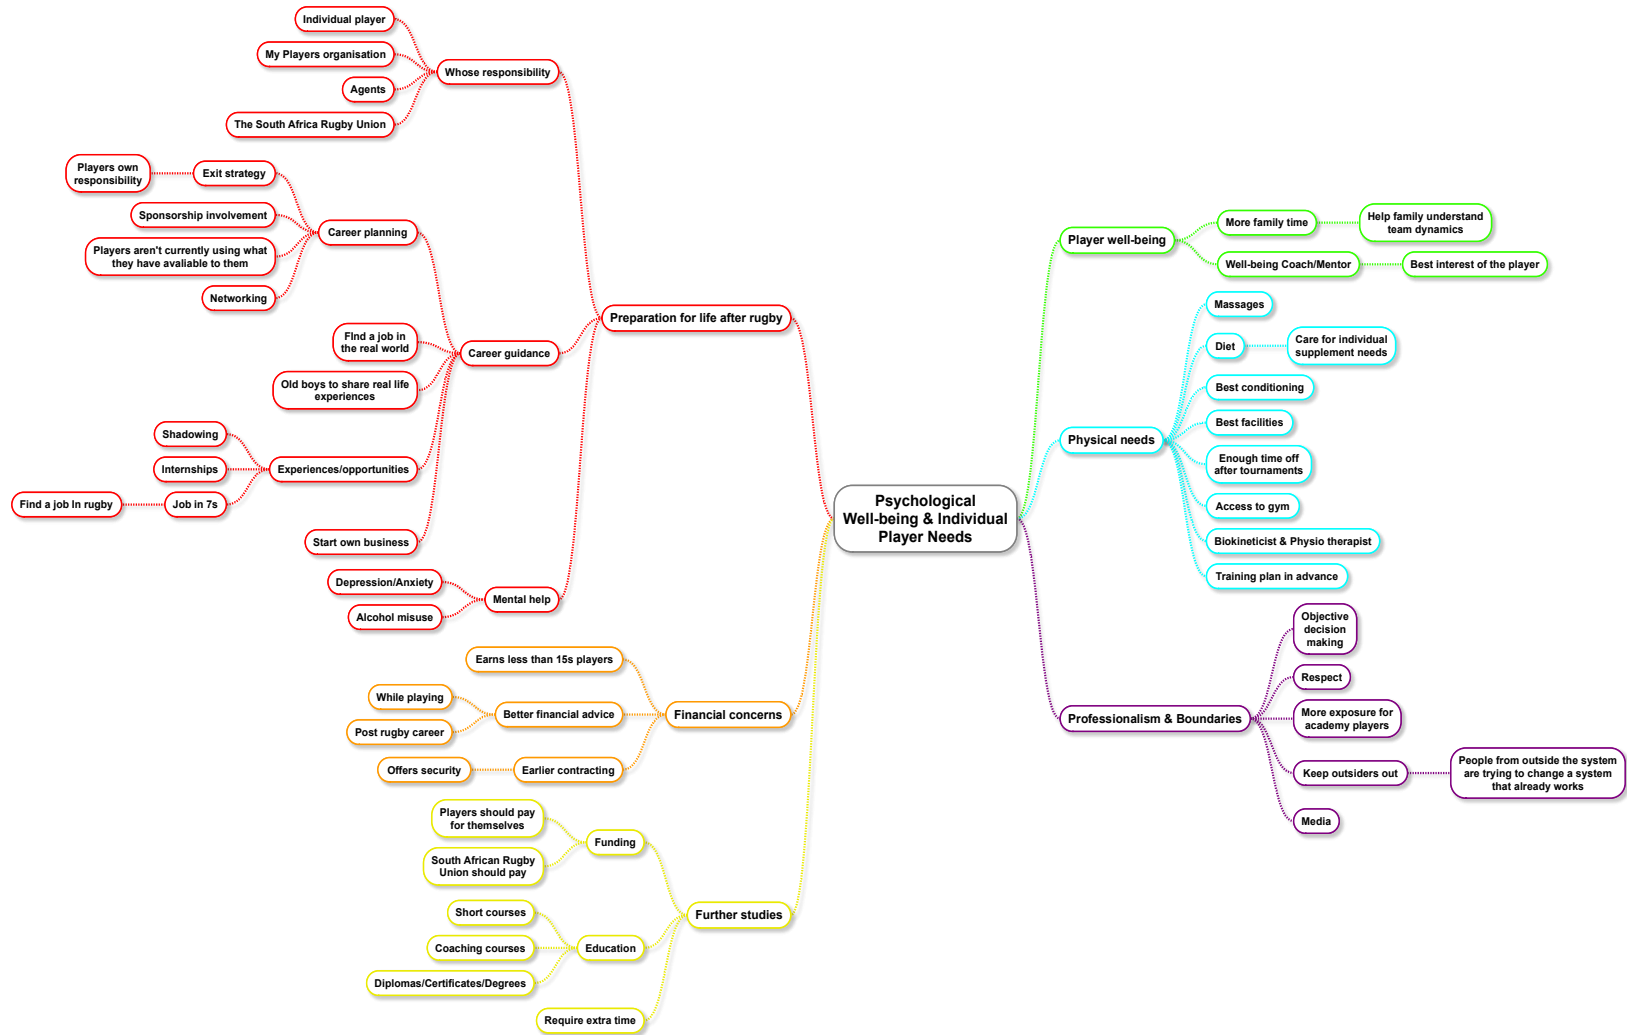 Individual player
My Players organisation
Agents
The South Africa Rugby Union
Whose responsibility
Players own
responsibility
Exit strategy
Sponsorship involvement
Players aren't currently using what
they have avaliable to them
Networking
Career planning
FInd a job in
the real world
Old boys to share real life
experiences
Career guidance
Shadowing
Internships
Find a job In rugby
Job in 7s
Experiences/opportunities
Start own business
Depression/Anxiety
Alcohol misuse
Mental help
Preparation for life after rugby
Earns less than 15s players
While playing
Post rugby career
Better financial advice
Offers security
Earlier contracting
Financial concerns
Players should pay
for themselves
South African Rugby
Union should pay
Funding
Short courses
Coaching courses
Diplomas/Certificates/Degrees
Education
Require extra time
Further studies
Psychological
Well-being & Individual
Player Needs
Player well-being
More family time
Help family understand
team dynamics
Well-being Coach/Mentor
Best interest of the player
Physical needs
Massages
Diet
Care for individual
supplement needs
Best conditioning
Best facilities
Enough time off
after tournaments
Access to gym
Biokineticist & Physio therapist
Training plan in advance
Professionalism & Boundaries
Objective
decision
making
Respect
More exposure for
academy players
Keep outsiders out
People from outside the system
are trying to change a system
that already works
Media